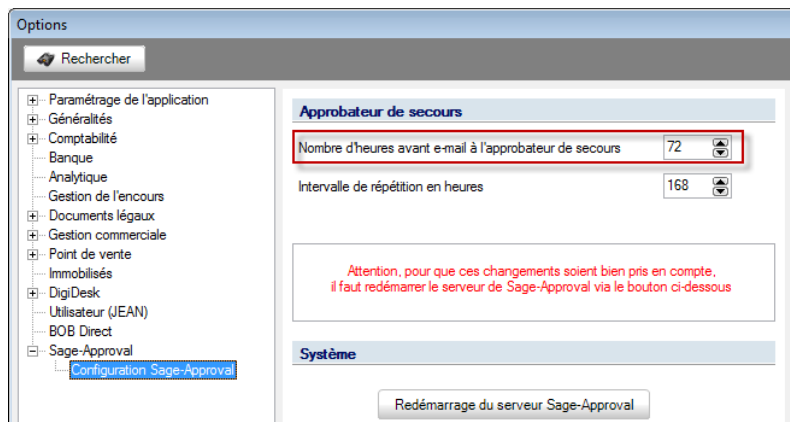 Options
Rechercher
Paramétrage de l'application
Généralités
Comptabilité
Banque
Analytique
Gestion de l'encours
Documents légaux
Gestion commerciale
Point de vente
Immobilisés
DigiDesk
Utilisateur (JEAN)
BOB Direct
Sage-Approval
Configuration Sage-Approval
Approbateur de secours
Nombre d'heures avant e-mail à l'approbateur de secours 72
Intervalle de répétition en heures 168
Attention, pour que ces changements soient bien pris en compte,
il faut redémarrer le serveur de Sage-Approval via le bouton ci-dessous
Système
Redémarrage du serveur Sage-Approval